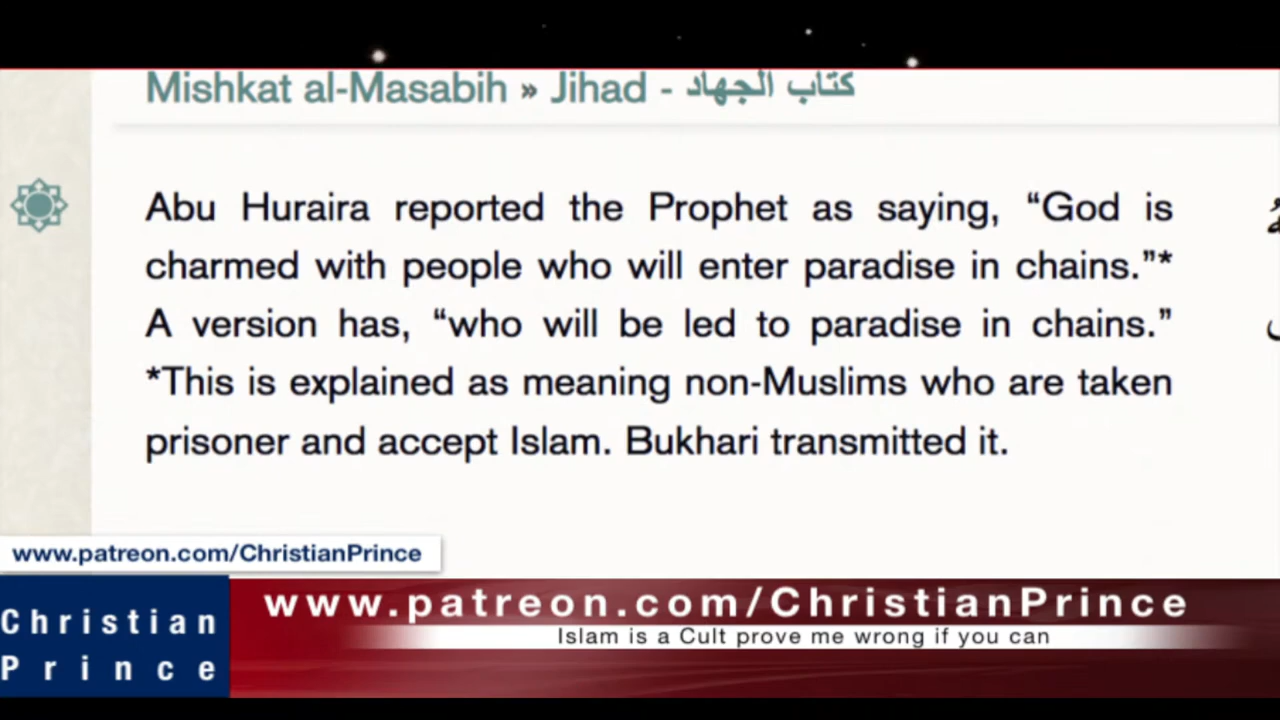 Mishkat al-Masabih » Jihad - كتاب الجهاد
Abu Huraira reported the Prophet as saying, “God is
charmed with people who will enter paradise in chains.”*
A version has, “who will be led to paradise in chains.”
*This is explained as meaning non-Muslims who are taken
prisoner and accept Islam. Bukhari transmitted it.
www.patreon.com/ChristianPrince
Christian
Prince
www.patreon.com/ChristianPrince
Islam is a Cult prove me wrong if you can